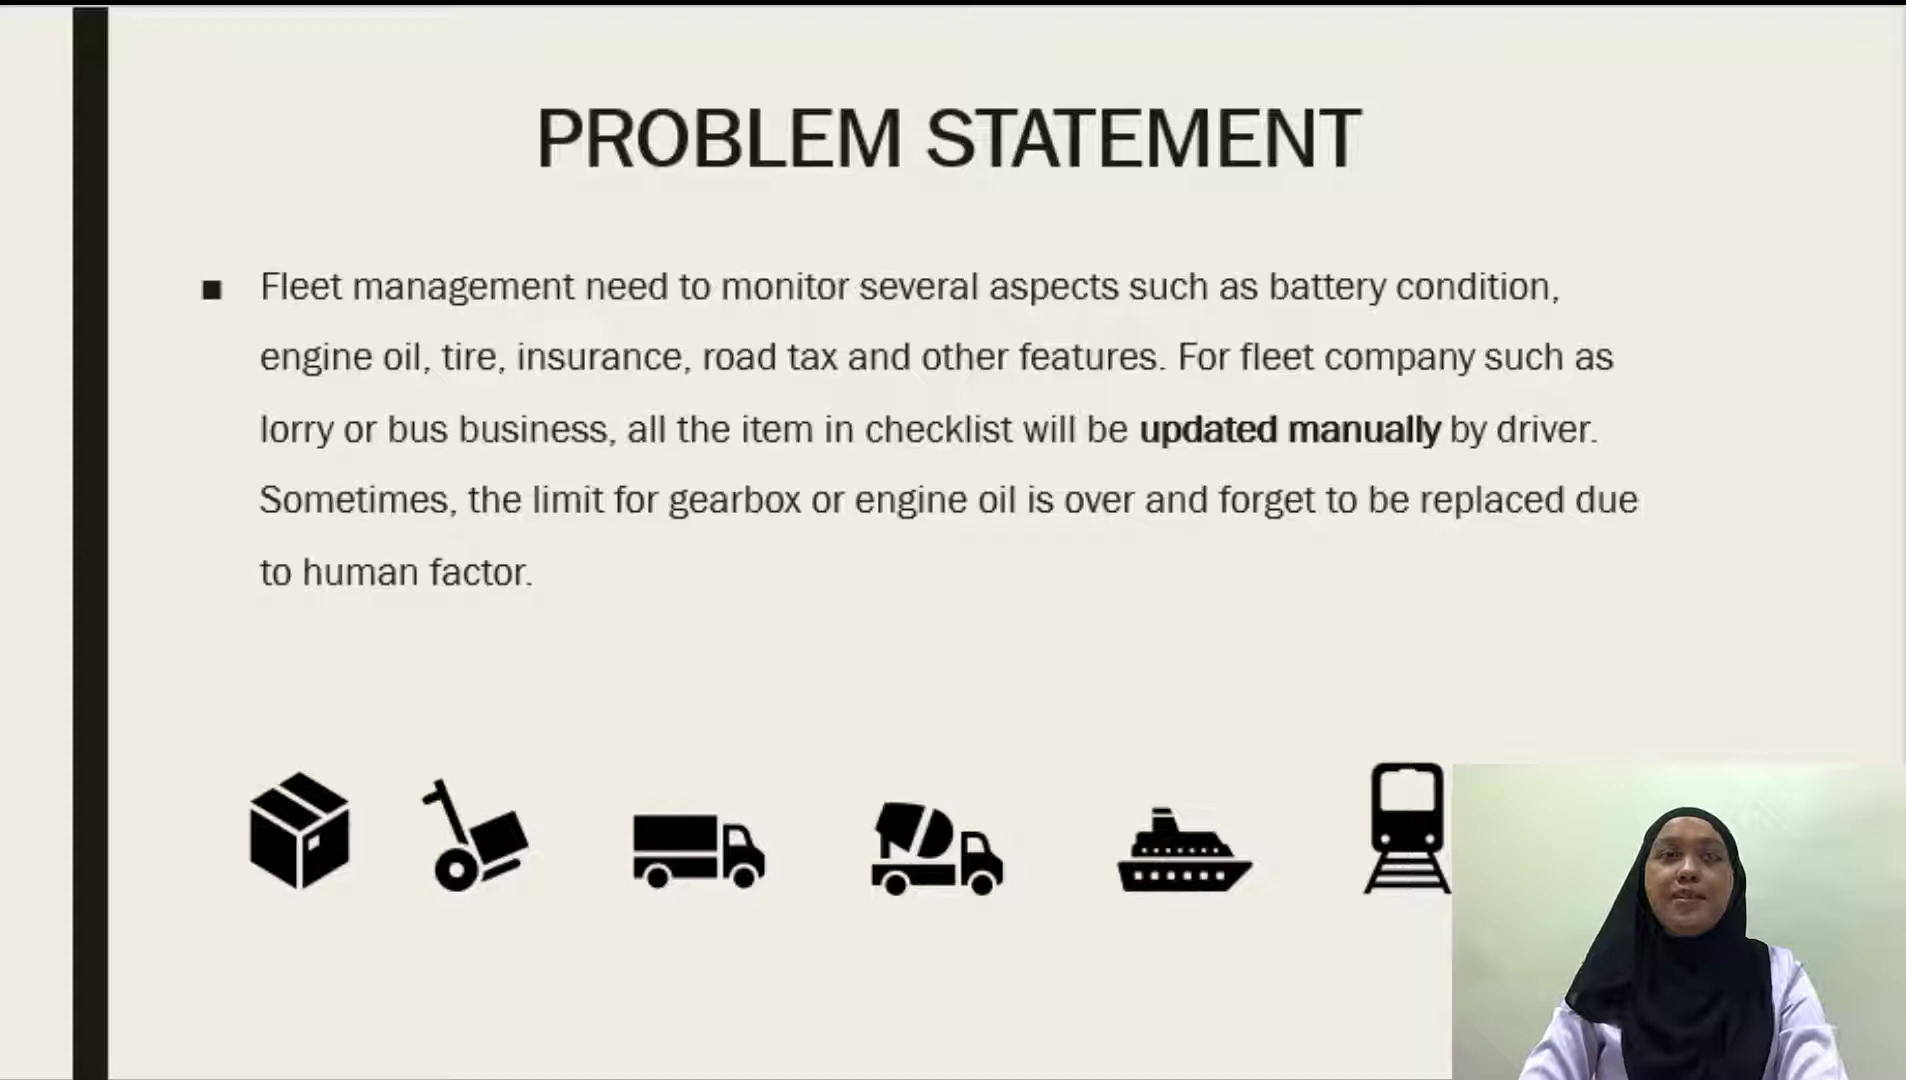 PROBLEM STATEMENT
■ Fleet management need to monitor several aspects such as battery condition,
engine oil, tire, insurance, road tax and other features. For fleet company such as
lorry or bus business, all the item in checklist will be updated manually by driver.
Sometimes, the limit for gearbox or engine oil is over and forget to be replaced due
to human factor.